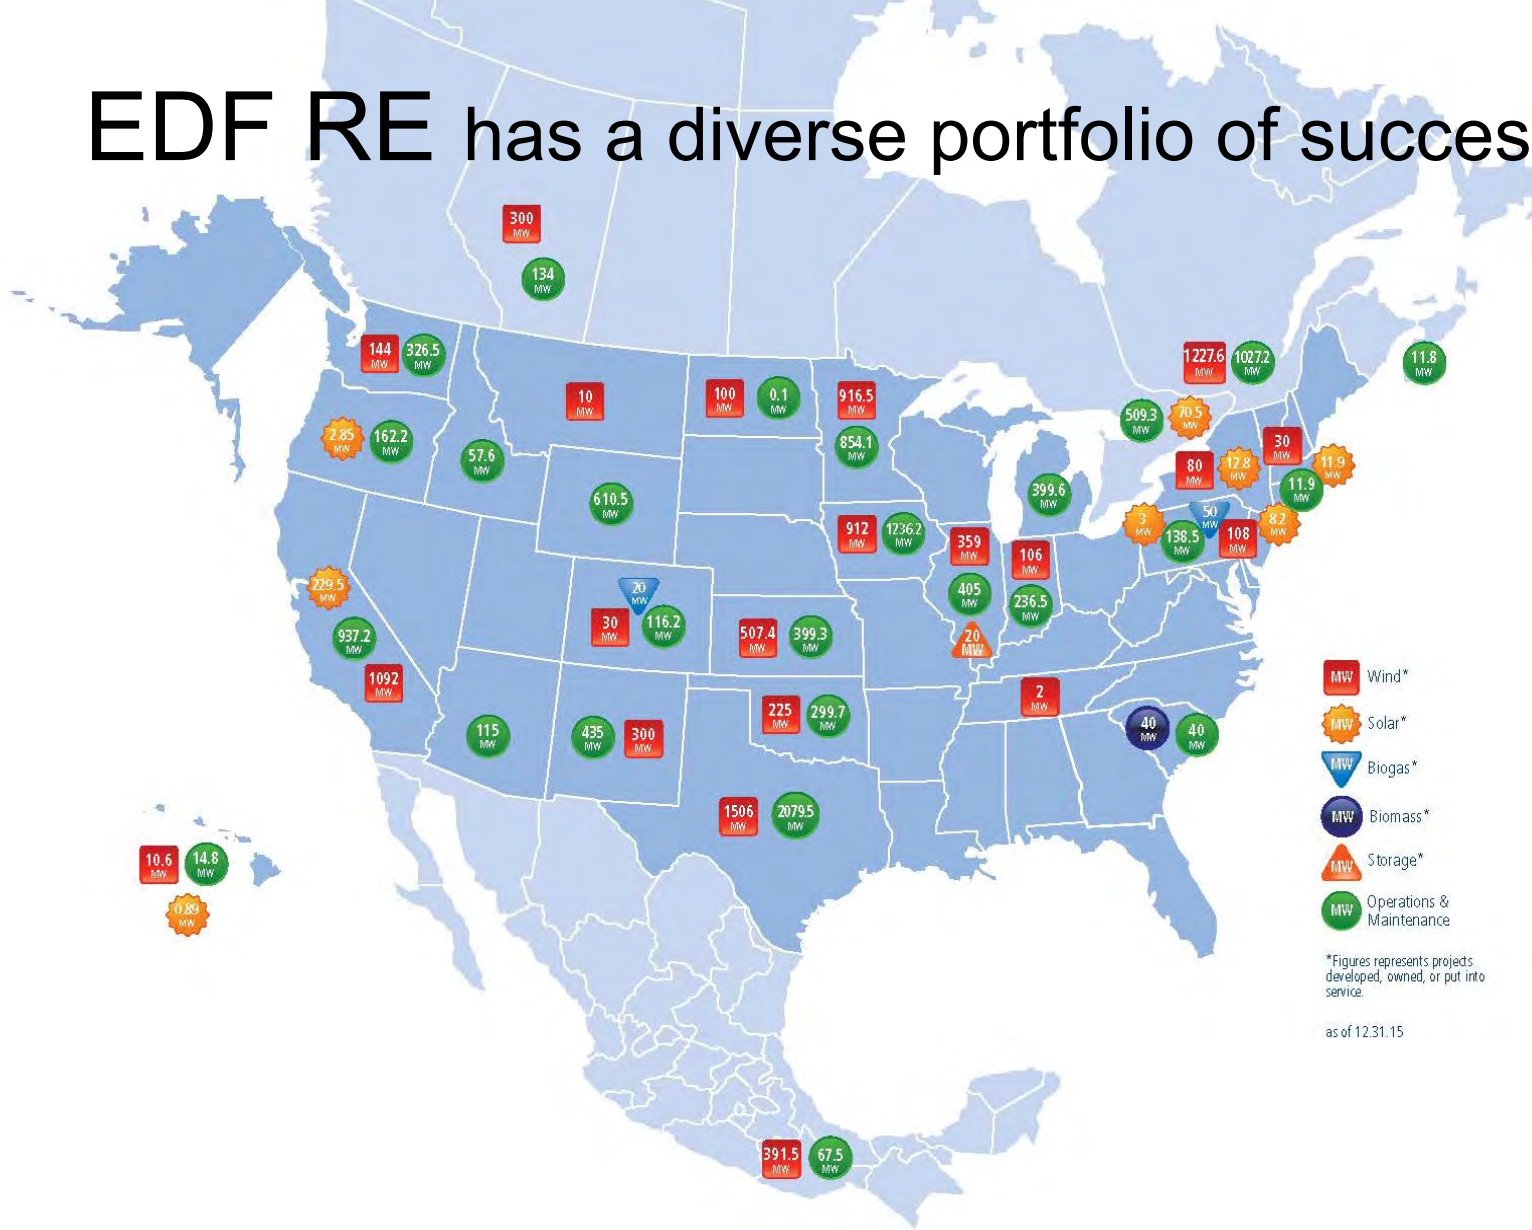 EDF RE has a diverse portfolio of succes
300
MW
134
MW
144
MW
326.5
MW
10
MW
100
MW
0.1
MW
916.5
MW
854.1
MW
1227.6
MW
1027.2
MW
11.8
MW
509.3
MW
70.5
MW
2.85
MW
162.2
MW
57.6
MW
610.5
MW
399.6
MW
80
MW
12.8
MW
30
MW
11.9
MW
11.9
MW
3
MW
138.5
MW
50
MW
108
MW
8.2
MW
912
MW
1236.2
MW
359
MW
405
MW
20
MW
106
MW
236.5
MW
229.5
MW
937.2
MW
1092
MW
20
MW
30
MW
116.2
MW
507.4
MW
399.3
MW
225
MW
299.7
MW
2
MW
40
MW
40
MW
115
MW
435
MW
300
MW
1506
MW
2079.5
MW
10.6
MW
14.8
MW
0.89
MW
391.5
MW
67.5
MW
MW Wind*
MW Solar*
MW Biogas*
MW Biomass*
MW Storage*
MW Operations &
Maintenance
*Figures represents projects
developed, owned, or put into
service.
as of 12.31.15